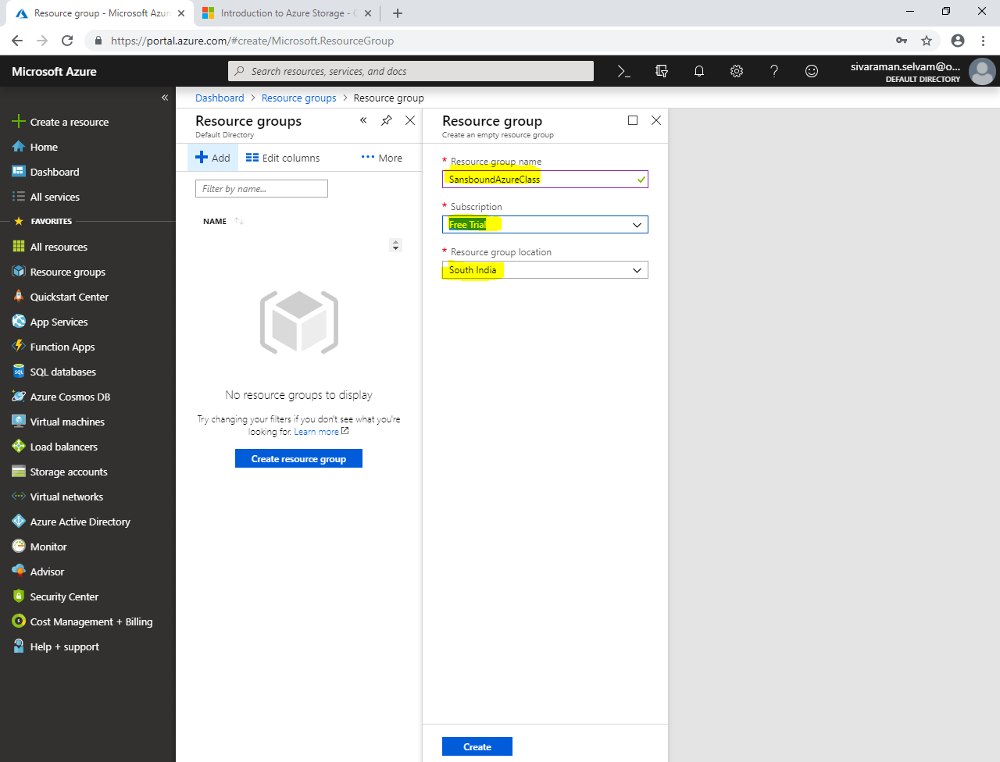 Resource group - Microsoft Azur
Introduction to Azure Storage -
https://portal.azure.com/#create/Microsoft.ResourceGroup
Microsoft Azure
Search resources, services, and docs
sivaraman.selvam@o...
DEFAULT DIRECTORY
Dashboard > Resource groups > Resource group
Create a resource
Home
Dashboard
All services
FAVORITES
All resources
Resource groups
Quickstart Center
App Services
Function Apps
SQL databases
Azure Cosmos DB
Virtual machines
Load balancers
Storage accounts
Virtual networks
Azure Active Directory
Monitor
Advisor
Security Center
Cost Management + Billing
Help + support
Resource groups
Default Directory
Add Edit columns ··· More
Filter by name...
NAME
No resource groups to display
Try changing your filters if you don't see what you're
looking for. Learn more
Create resource group
Resource group
Create an empty resource group
* Resource group name
SansboundAzureClass
* Subscription
Free Trial
* Resource group location
South India
Create